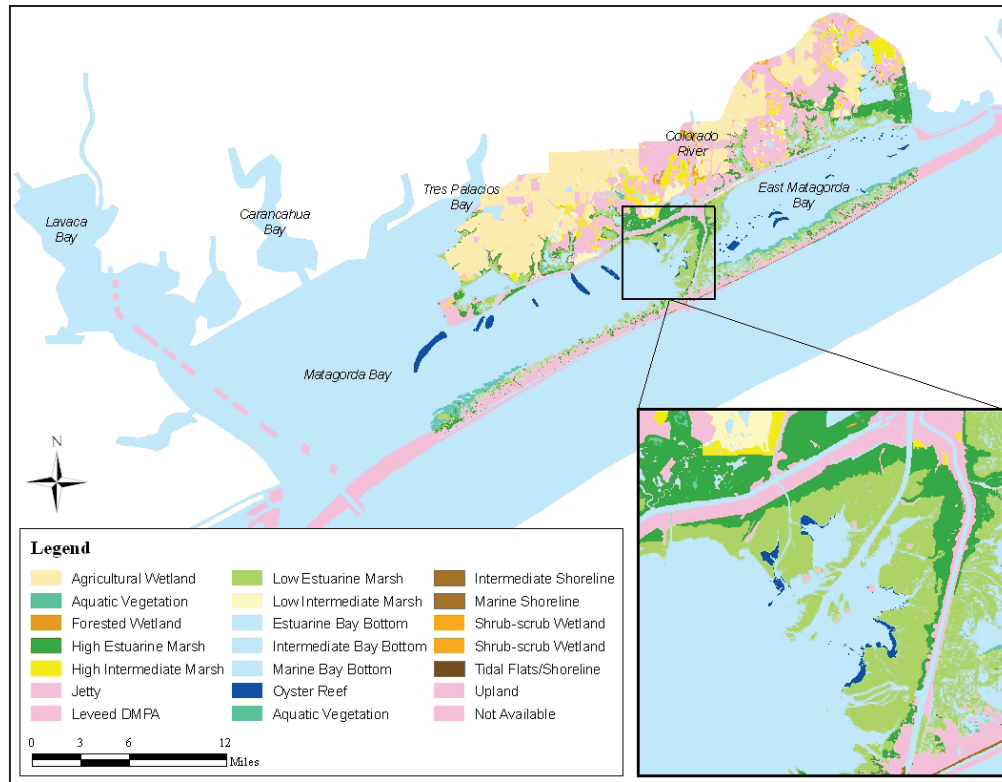 Colorado
River
Tres Palacios
Bay
East Matagorda
Bay
Lavaca
Bay
Carancahua
Bay
Matagorda Bay
N
Legend
Agricultural Wetland
Aquatic Vegetation
Forested Wetland
High Estuarine Marsh
High Intermediate Marsh
Jetty
Leveed DMPA
Low Estuarine Marsh
Low Intermediate Marsh
Estuarine Bay Bottom
Intermediate Bay Bottom
Marine Bay Bottom
Oyster Reef
Aquatic Vegetation
Intermediate Shoreline
Marine Shoreline
Shrub-scrub Wetland
Shrub-scrub Wetland
Tidal Flats/Shoreline
Upland
Not Available
0 3 6 12
Miles